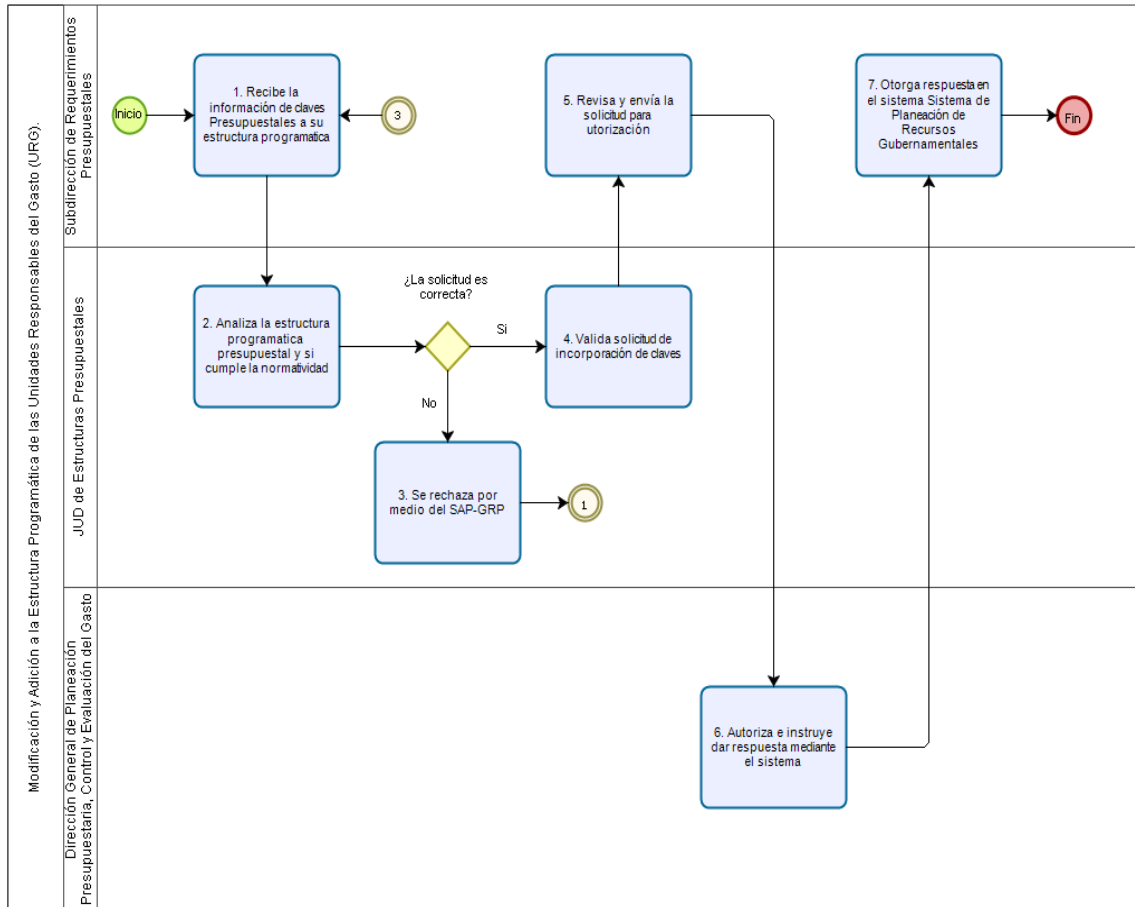 Modificación y Adición a la Estructura Programática de las Unidades Responsables del Gasto (URG).
Subdirección de Requerimientos
Presupuestales
Inicio
1. Recibe la
información de claves
Presupuestales a su
estructura programatica
3
5. Revisa y envía la
solicitud para
utorización
7. Otorga respuesta en
el sistema Sistema de
Planeación de
Recursos
Gubernamentales
Fin
JUD de Estructuras Presupuestales
2. Analiza la estructura
programatica
presupuestal y si
cumple la normatividad
¿La solicitud es
correcta?
Si
No
4. Valida solicitud de
incorporación de claves
3. Se rechaza por
medio del SAP-GRP
1
Dirección General de Planeación
Presupuestaria, Control y Evaluación del Gasto
6. Autoriza e instruye
dar respuesta mediante
el sistema